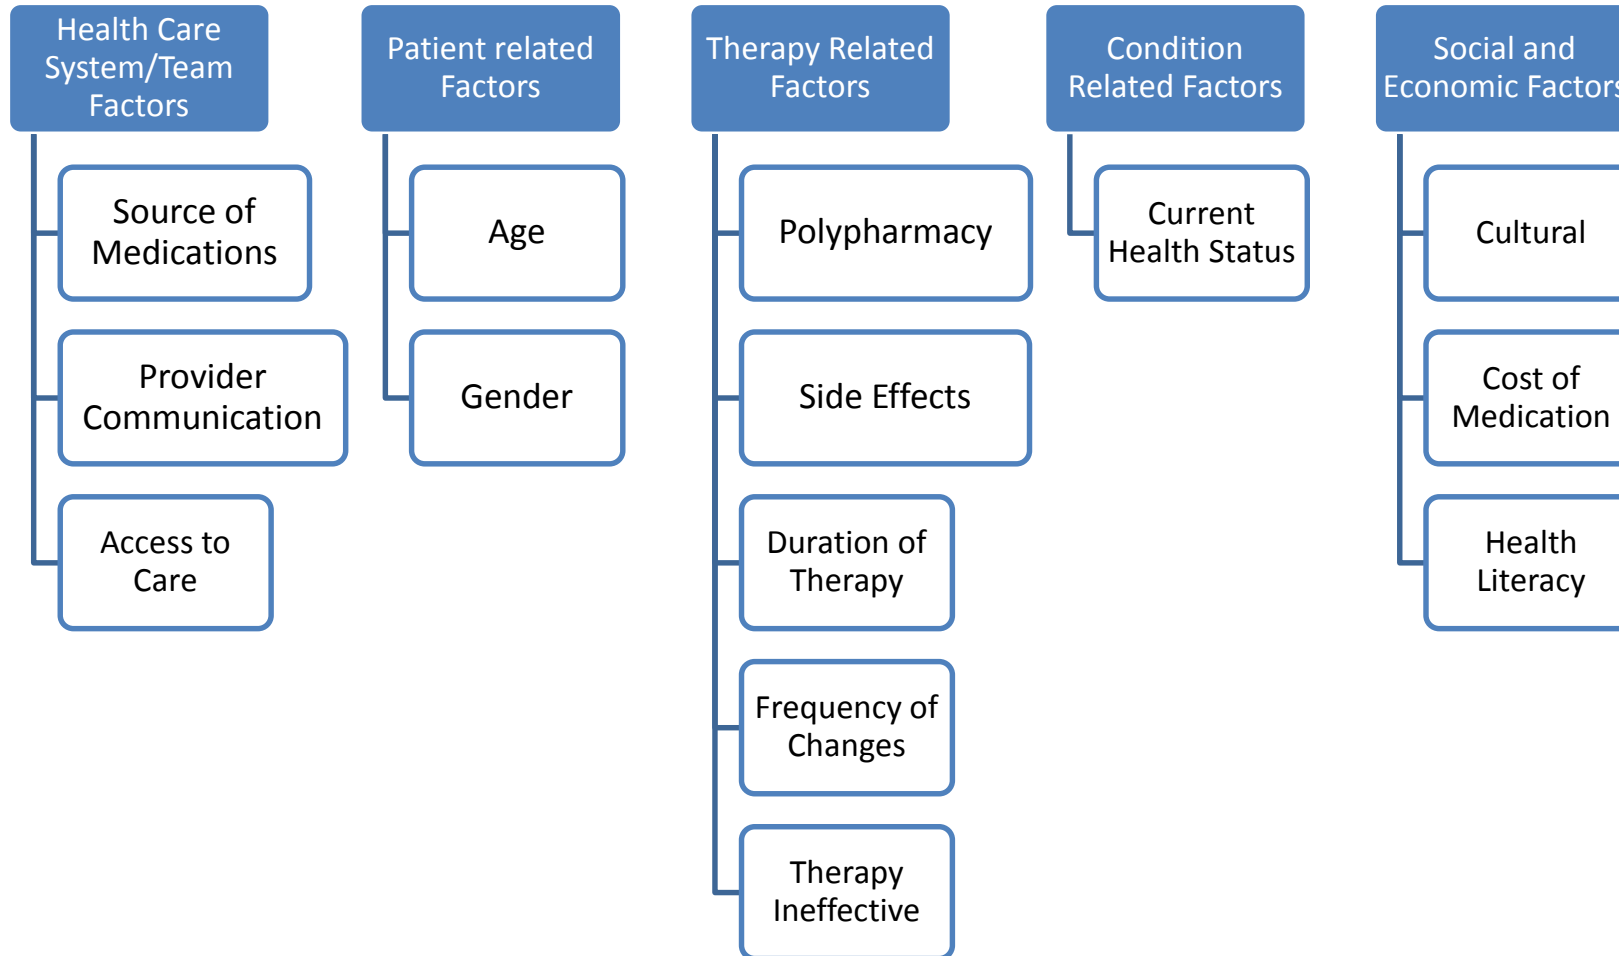 Health Care
System/Team
Factors
Source of
Medications
Provider
Communication
Access to
Care
Patient related
Factors
Age
Gender
Therapy Related
Factors
Polypharmacy
Side Effects
Duration of
Therapy
Frequency of
Changes
Therapy
Ineffective
Condition
Related Factors
Current
Health Status
Social and
Economic Factors
Cultural
Cost of
Medication
Health
Literacy